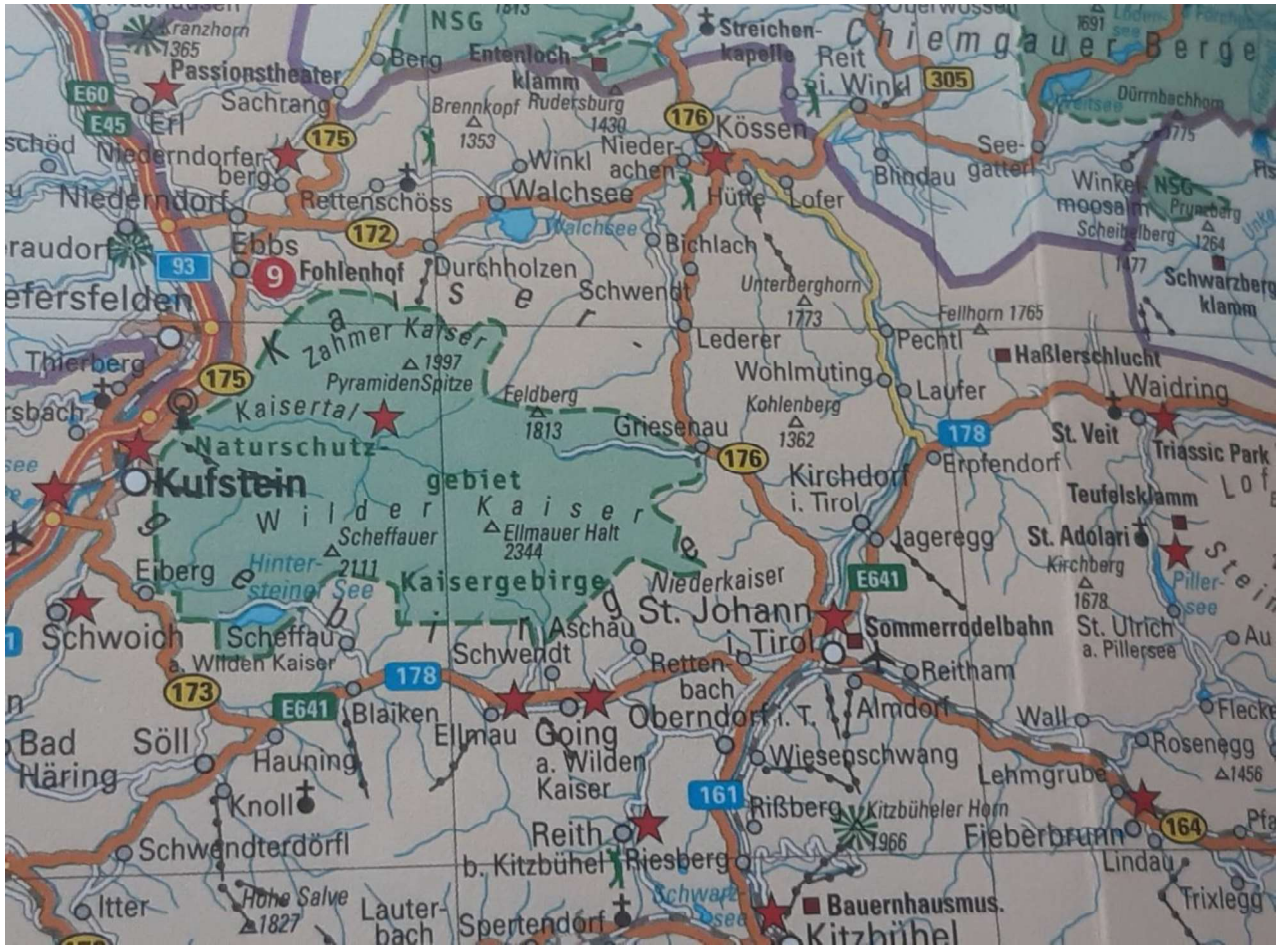 NSG
1813
Berg
Entenloch-
klamm
Streichen-
kapelle
Oberwössen
Chiemgauer Berge
1691
Kranzhorn
1365
Passionstheater
Sachrang
E60
E45
Erl
175
Brennkopf
1353
Rudersburg
1430
176
Kössen
Reit
i. Winkl
305
Weitsee
Dürrnbachhorn
1775
Niederndorfer-
berg
Niederndorf
Rettenschöss
Winkl
Walchsee
Nieder-
achen
Hütte
Lofer
Blindau
See-
gatterl
Winkel-
moosalm
NSG
Scheibelberg
1477
1264
Schwarzberg
klamm
172
Walchsee
Bichlach
Ebbs
93
9
Fohlenhof
Durchholzen
Schwendt
Unterberghorn
1773
Fellhorn 1765
Kaiser
Zahmer Kaiser
1997
PyramidenSpitze
Thierberg
175
Kaisertal
Feldberg
1813
Lederer
Pechtl
Haßlerschlucht
Wohlmuting
Laufer
Waidring
Kohlenberg
1362
178
St. Veit
Triassic Park
Naturschutz-
gebiet
Griesenau
176
Kirchdorf
i. Tirol
Erpfendorf
Kufstein
Wilder Kaiser
Scheffauer
2111
Ellmauer Halt
2344
Teufelsklamm
St. Adolari
Jageregg
Kirchberg
1678
Piller-
see
Eiberg
Hinter-
steiner See
Kaisergebirge
gebirge
Niederkaiser
E641
St. Johann
i. Tirol
Sommerrodelbahn
St. Ulrich
a. Pillersee
Au
Schwoich
Scheffau
a. Wilden Kaiser
Aschau
Schwendt
Retten-
bach
Reitham
173
E641
178
Blaiken
Ellmau
Going
a. Wilden
Kaiser
Oberndorf i. T.
Almdorf
Wall
Bad
Häring
Söll
Hauning
Wiesenschwang
Rosenegg
1456
Lehmgrube
Knoll
161
Rißberg
Kitzbüheler Horn
1966
Fieberbrunn
164
Schwendterdörfl
Reith
b. Kitzbühel
Riesberg
Lindau
Trixlegg
Itter
Hohe Salve
1827
Lauter-
bach
Spertendorf
Schwarz-
see
Bauernhausmus.
Kitzbühel